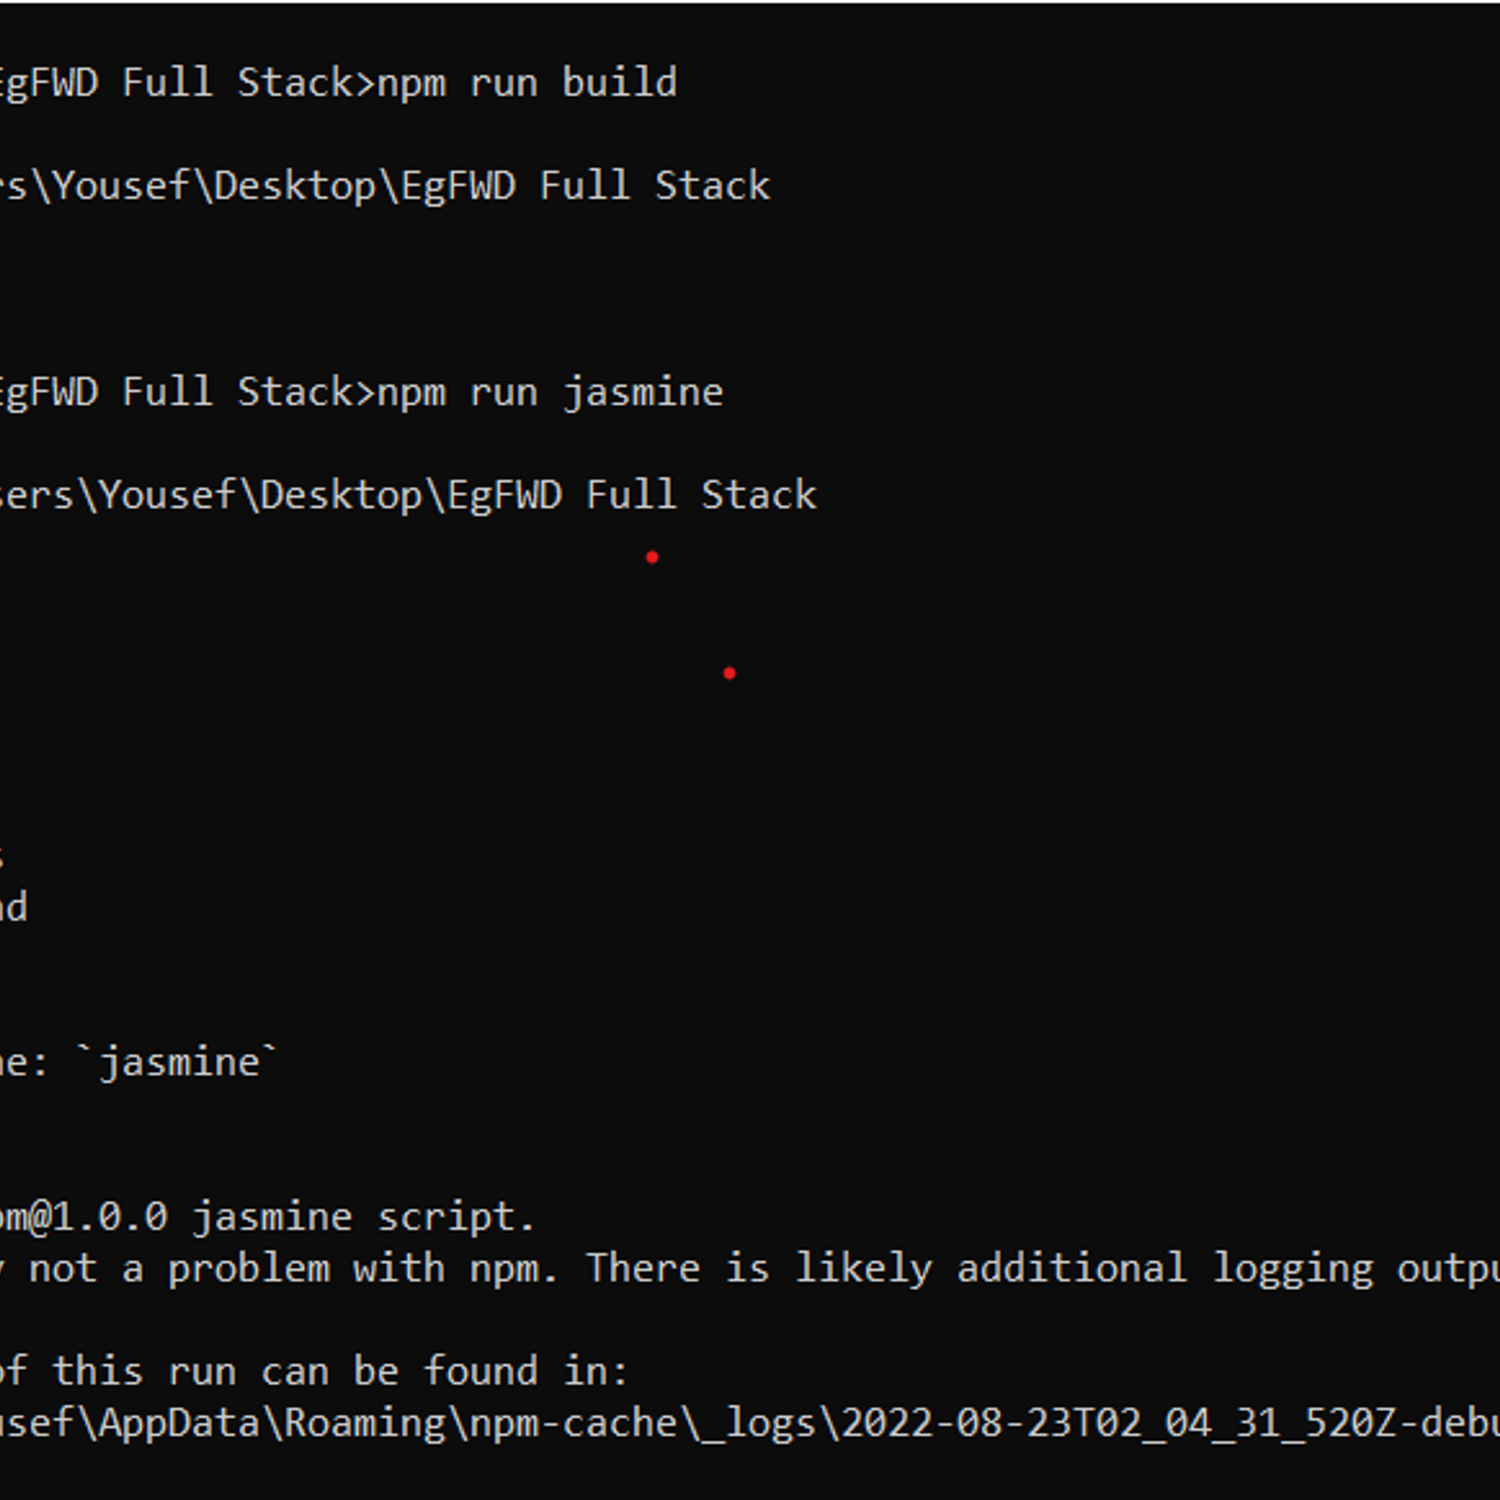 EgFWD Full Stack>npm run build
rs\Yousef\Desktop\EgFWD Full Stack
EgFWD Full Stack>npm run jasmine
sers\Yousef\Desktop\EgFWD Full Stack
s
nd
ne: `jasmine`
om@1.0.0 jasmine script.
y not a problem with npm. There is likely additional logging outpu
of this run can be found in:
usef\AppData\Roaming\npm-cache\_logs\2022-08-23T02_04_31_520Z-debu